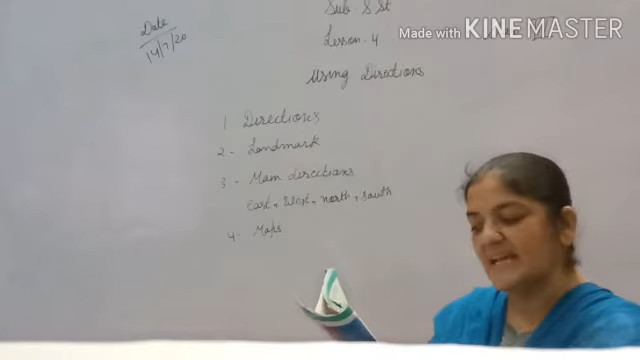 Date
14/7/20
Sub - S.St
Lesson - 4
Made with KINEMASTER
Using Directions
1 Directions
2 - Landmark
3 - Main directions
east, West, north, south
4 - Maps